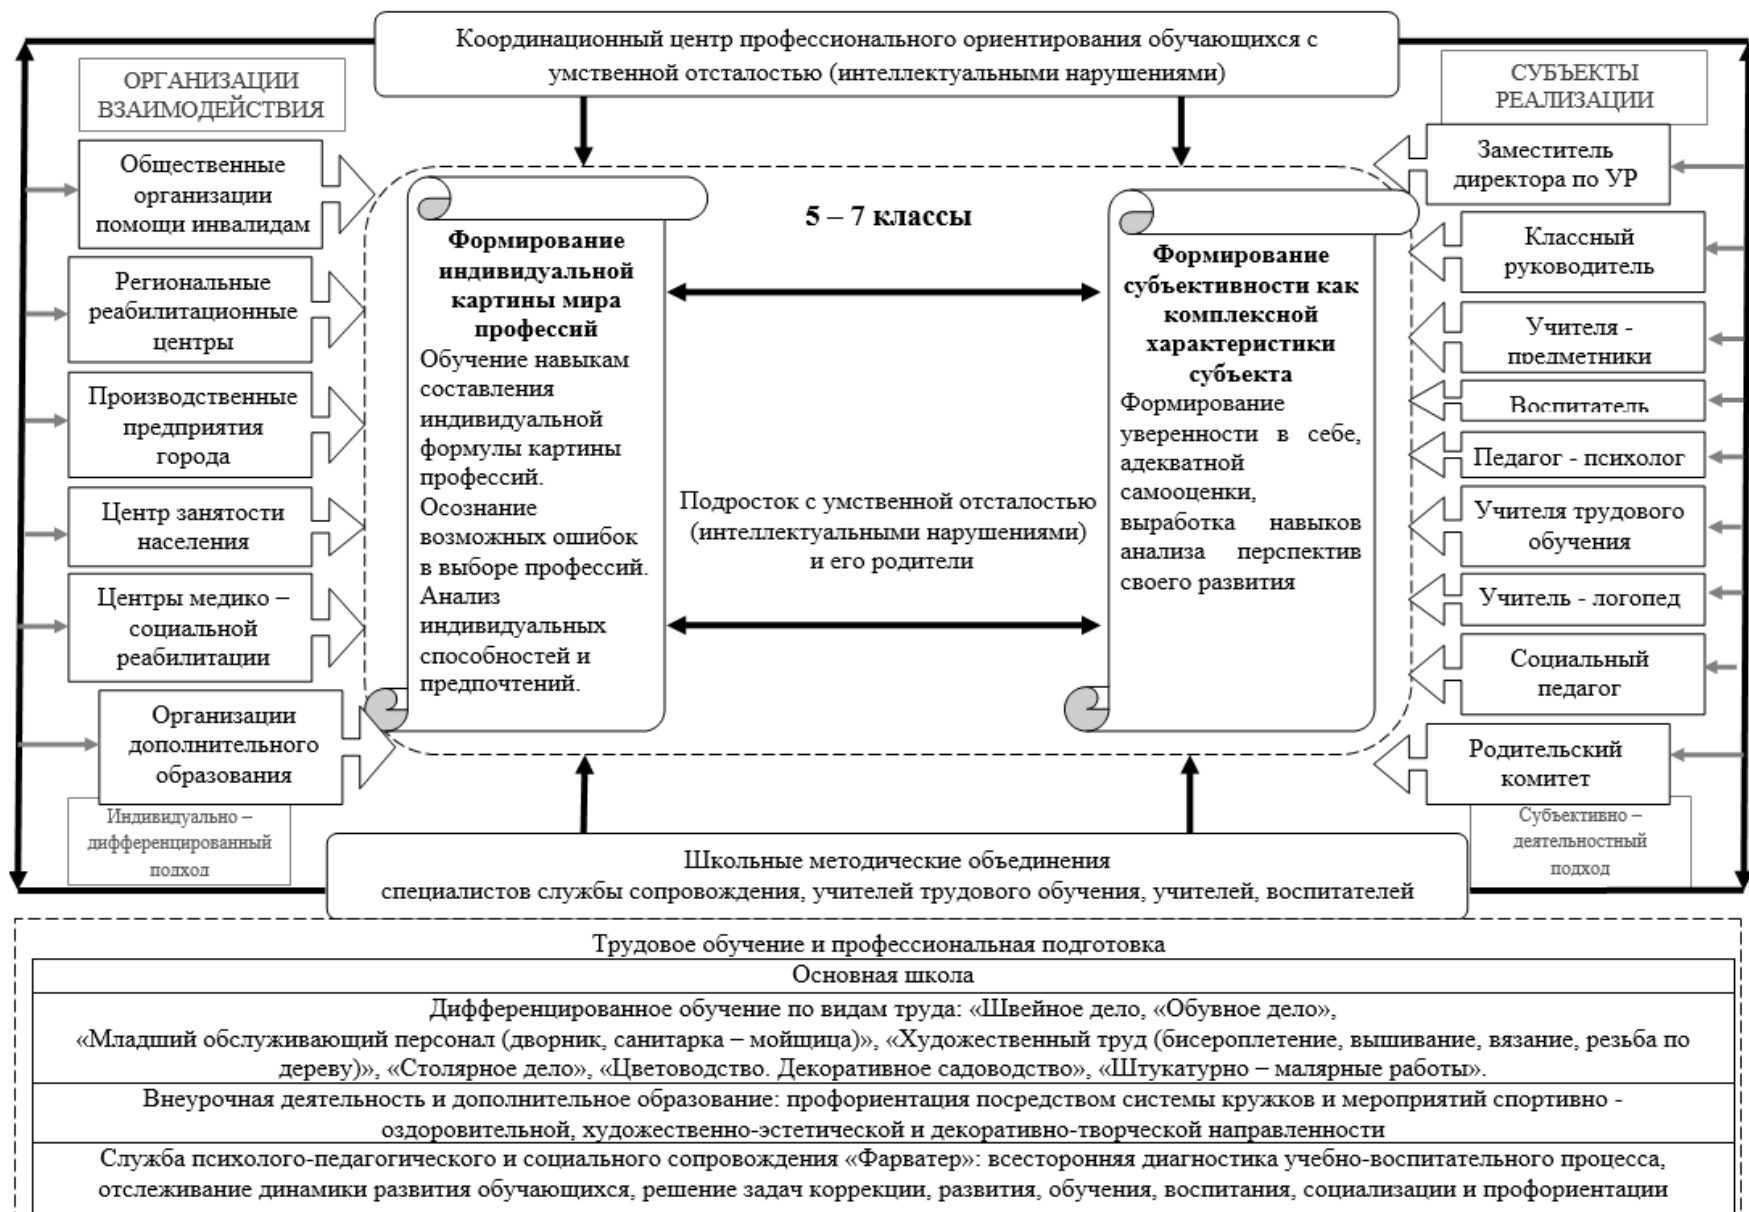 Координационный центр профессионального ориентирования обучающихся с
умственной отсталостью (интеллектуальными нарушениями)
ОРГАНИЗАЦИИ
ВЗАИМОДЕЙСТВИЯ
Общественные
организации
помощи инвалидам
Региональные
реабилитационные
центры
Производственные
предприятия
города
Центр занятости
населения
Центры медико –
социальной
реабилитации
Организации
дополнительного
образования
Индивидуально –
дифференцированный
подход
5 – 7 классы
Формирование
индивидуальной
картины мира
профессий
Обучение навыкам
составления
индивидуальной
формулы картины
профессий.
Осознание
возможных ошибок
в выборе профессий.
Анализ
индивидуальных
способностей и
предпочтений.
Подросток с умственной отсталостью
(интеллектуальными нарушениями)
и его родители
Формирование
субъективности как
комплексной
характеристики
субъекта
Формирование
уверенности в себе,
адекватной
самооценки,
выработка навыков
анализа перспектив
своего развития
СУБЪЕКТЫ
РЕАЛИЗАЦИИ
Заместитель
директора по УР
Классный
руководитель
Учителя -
предметники
Воспитатель
Педагог - психолог
Учителя трудового
обучения
Учитель - логопед
Социальный
педагог
Родительский
комитет
Субъективно –
деятельностный
подход
Школьные методические объединения
специалистов службы сопровождения, учителей трудового обучения, учителей, воспитателей
Трудовое обучение и профессиональная подготовка
Основная школа
Дифференцированное обучение по видам труда: «Швейное дело, «Обувное дело»,
«Младший обслуживающий персонал (дворник, санитарка – мойщица)», «Художественный труд (бисероплетение, вышивание, вязание, резьба по
дереву)», «Столярное дело», «Цветоводство. Декоративное садоводство», «Штукатурно – малярные работы».
Внеурочная деятельность и дополнительное образование: профориентация посредством системы кружков и мероприятий спортивно -
оздоровительной, художественно-эстетической и декоративно-творческой направленности
Служба психолого-педагогического и социального сопровождения «Фарватер»: всесторонняя диагностика учебно-воспитательного процесса,
отслеживание динамики развития обучающихся, решение задач коррекции, развития, обучения, воспитания, социализации и профориентации